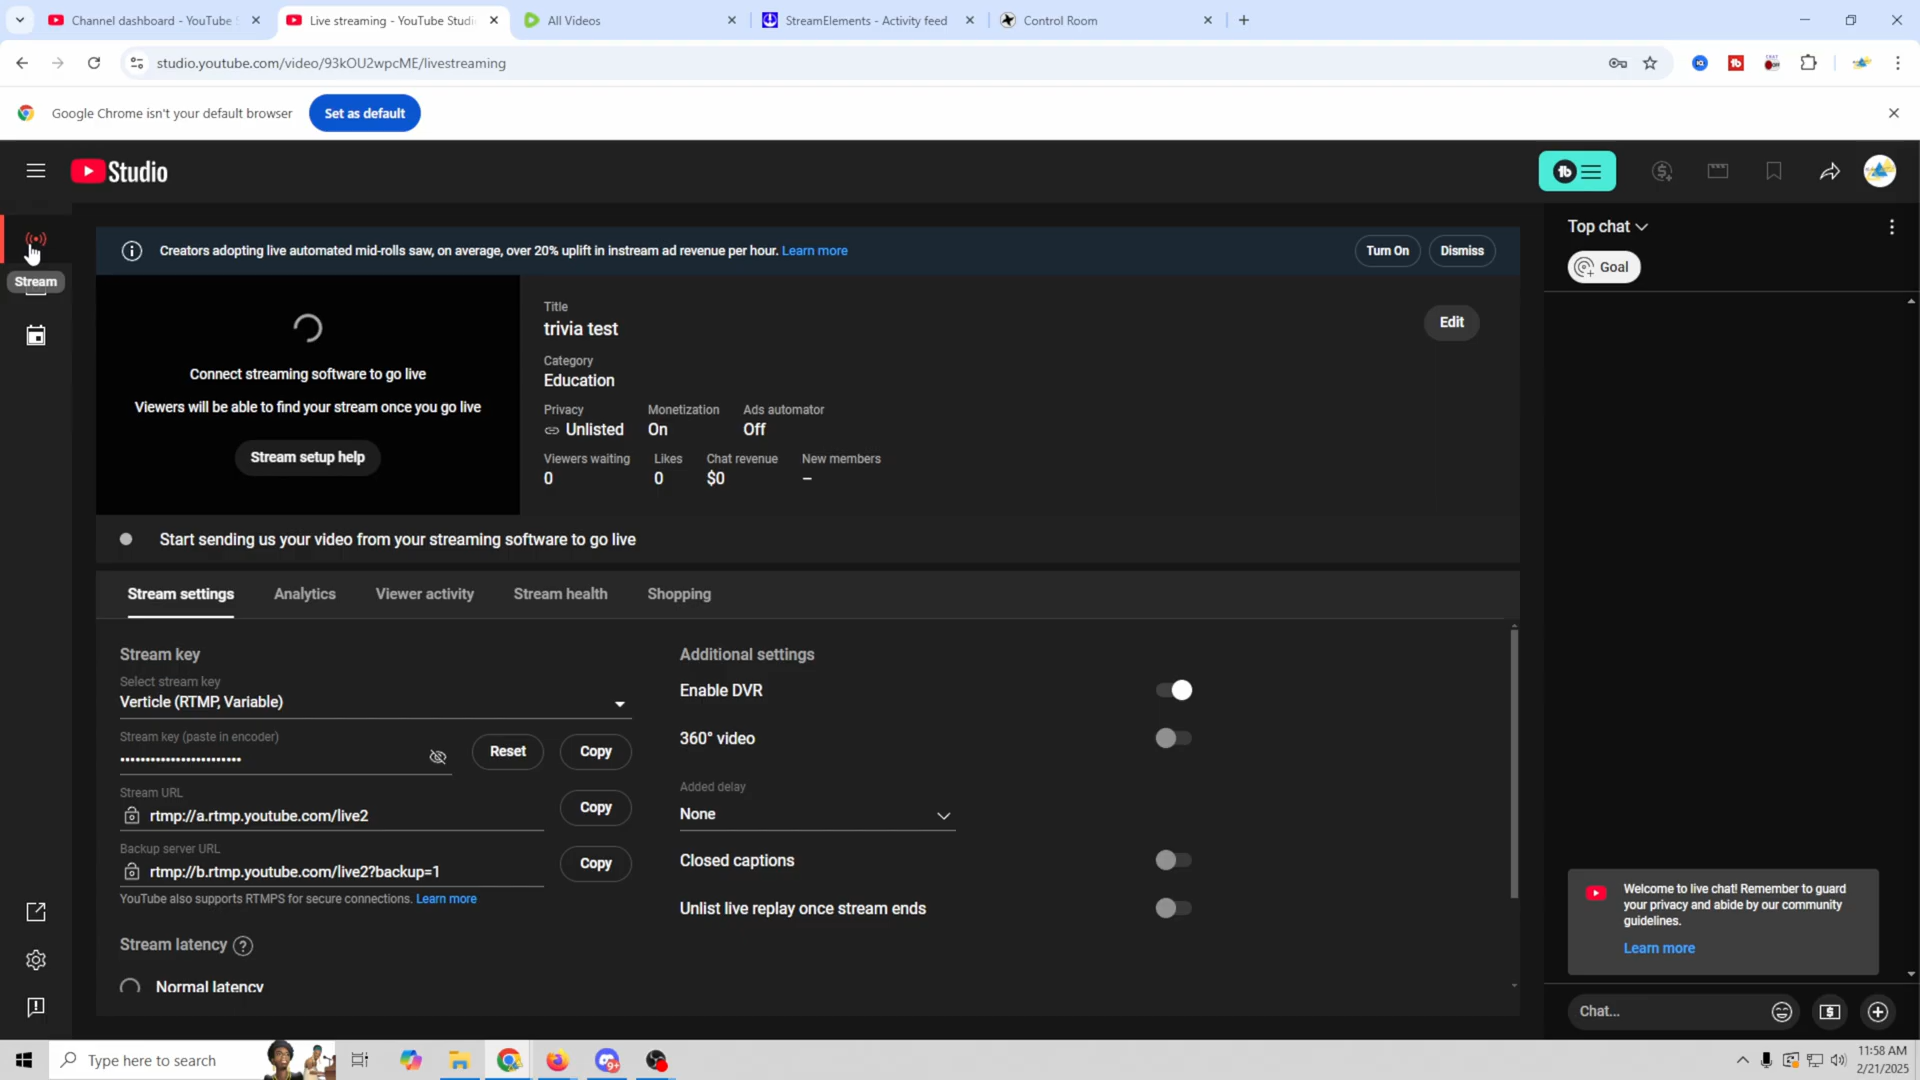 Channel dashboard - YouTube S
Live streaming - YouTube Studi
All Videos
StreamElements - Activity feed
Control Room
studio.youtube.com/video/93kOU2wpcME/livestreaming
Google Chrome isn't your default browser
Set as default
Studio
Creators adopting live automated mid-rolls saw, on average, over 20% uplift in instream ad revenue per hour. Learn more
Turn On
Dismiss
Top chat
Goal
Stream
Connect streaming software to go live
Viewers will be able to find your stream once you go live
Stream setup help
Title
trivia test
Edit
Category
Education
Privacy Monetization Ads automator
Unlisted On Off
Viewers waiting Likes Chat revenue New members
0 0 $0 –
Start sending us your video from your streaming software to go live
Stream settings Analytics Viewer activity Stream health Shopping
Stream key
Select stream key
Verticle (RTMP, Variable)
Stream key (paste in encoder)
••••••••••••••••••••••••
Reset
Copy
Stream URL
rtmp://a.rtmp.youtube.com/live2
Copy
Backup server URL
rtmp://b.rtmp.youtube.com/live2?backup=1
Copy
YouTube also supports RTMPS for secure connections. Learn more
Stream latency ?
Normal latency
Additional settings
Enable DVR
360° video
Added delay
None
Closed captions
Unlist live replay once stream ends
Welcome to live chat! Remember to guard
your privacy and abide by our community
guidelines.
Learn more
Chat...
Type here to search
9+
11:58 AM
2/21/2025